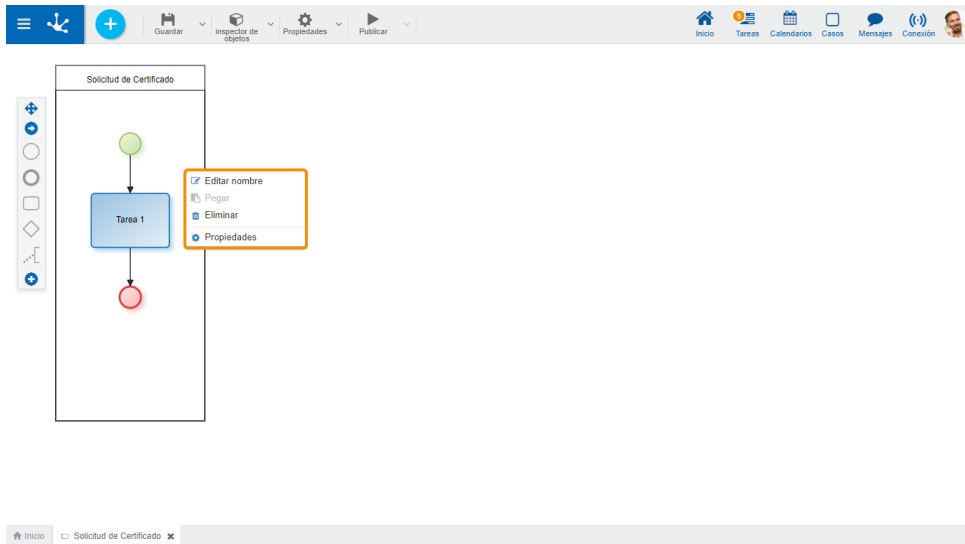 Guardar
inspector de
objetos
Propiedades
Publicar
Inicio
5
Tareas
Calendarios
Casos
Mensajes
Conexión
Solicitud de Certificado
Tarea 1
Editar nombre
Pegar
Eliminar
Propiedades
Inicio
Solicitud de Certificado